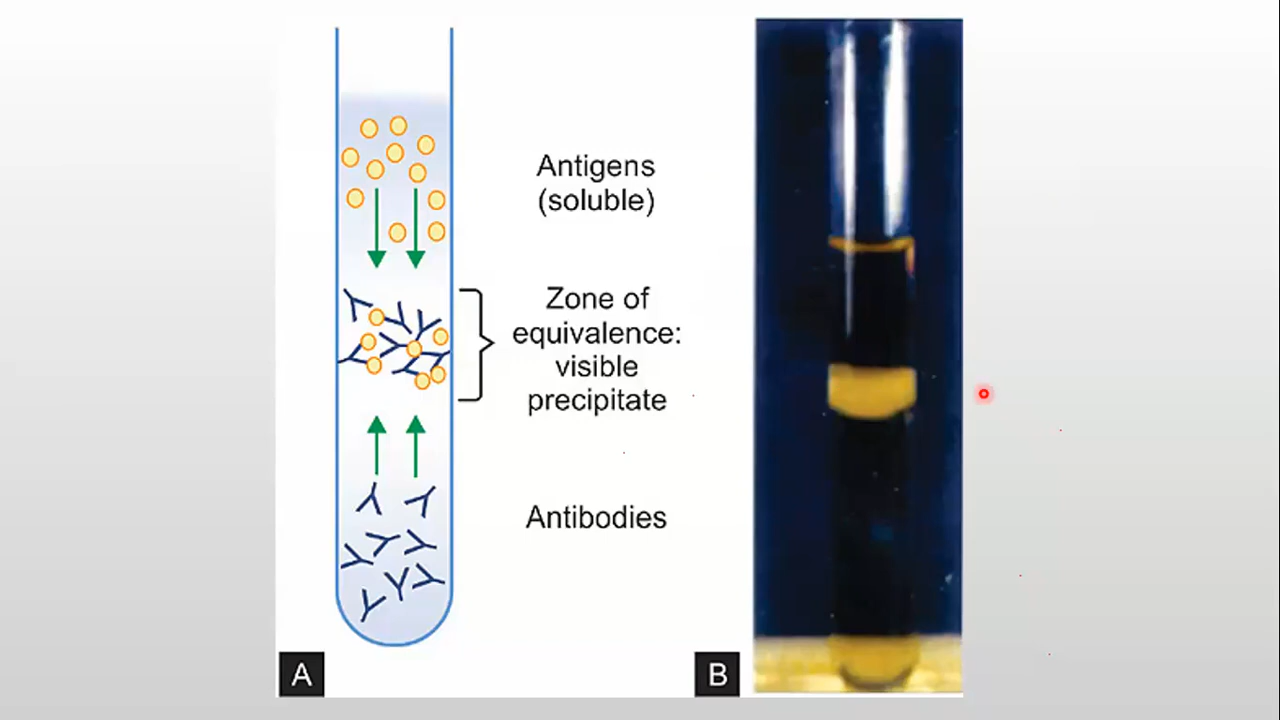 Antigens
(soluble)
Zone of
equivalence:
visible
precipitate
Antibodies
A
B